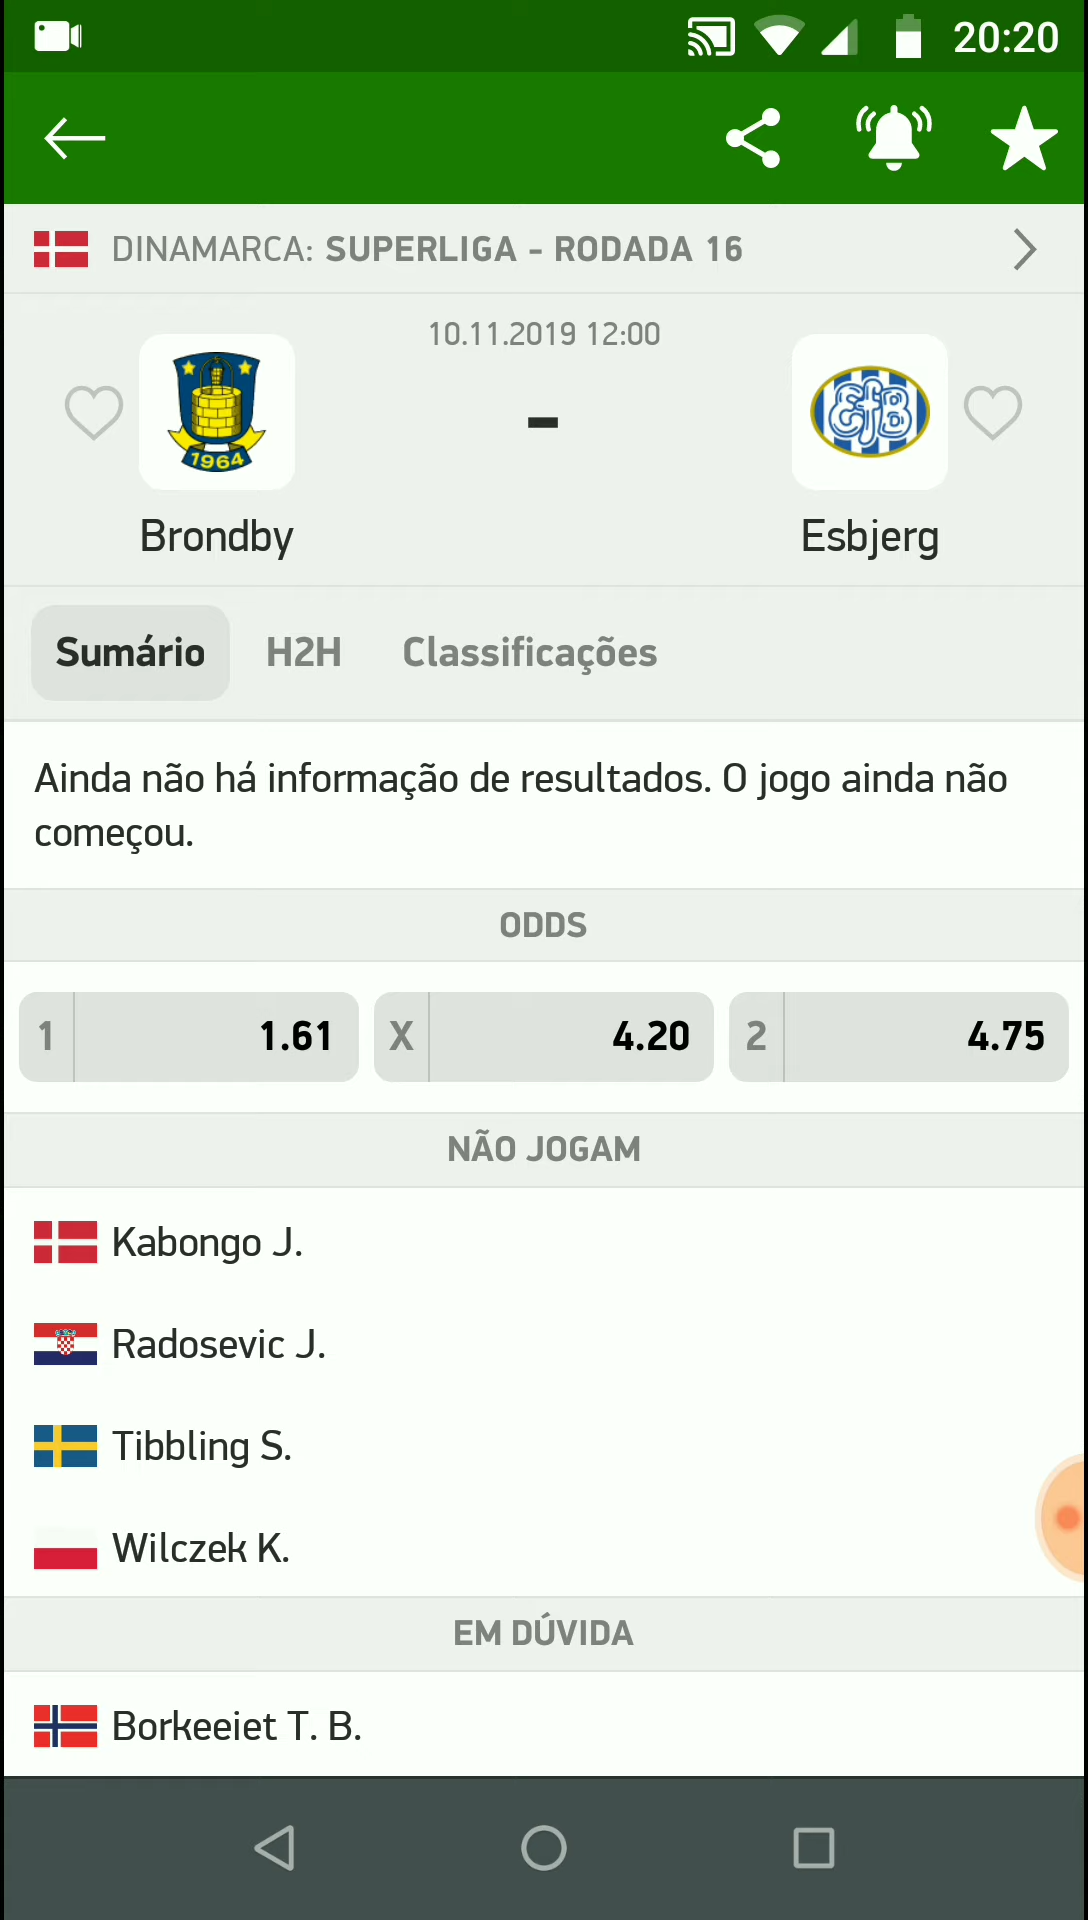 20:20
DINAMARCA: SUPERLIGA - RODADA 16
10.11.2019 12:00
1964
EfB
-
Brondby
Esbjerg
Sumário H2H Classificações
Ainda não há informação de resultados. O jogo ainda não
começou.
ODDS
1 1.61 X 4.20 2 4.75
NÃO JOGAM
Kabongo J.
Radosevic J.
Tibbling S.
Wilczek K.
EM DÚVIDA
Borkeeiet T. B.